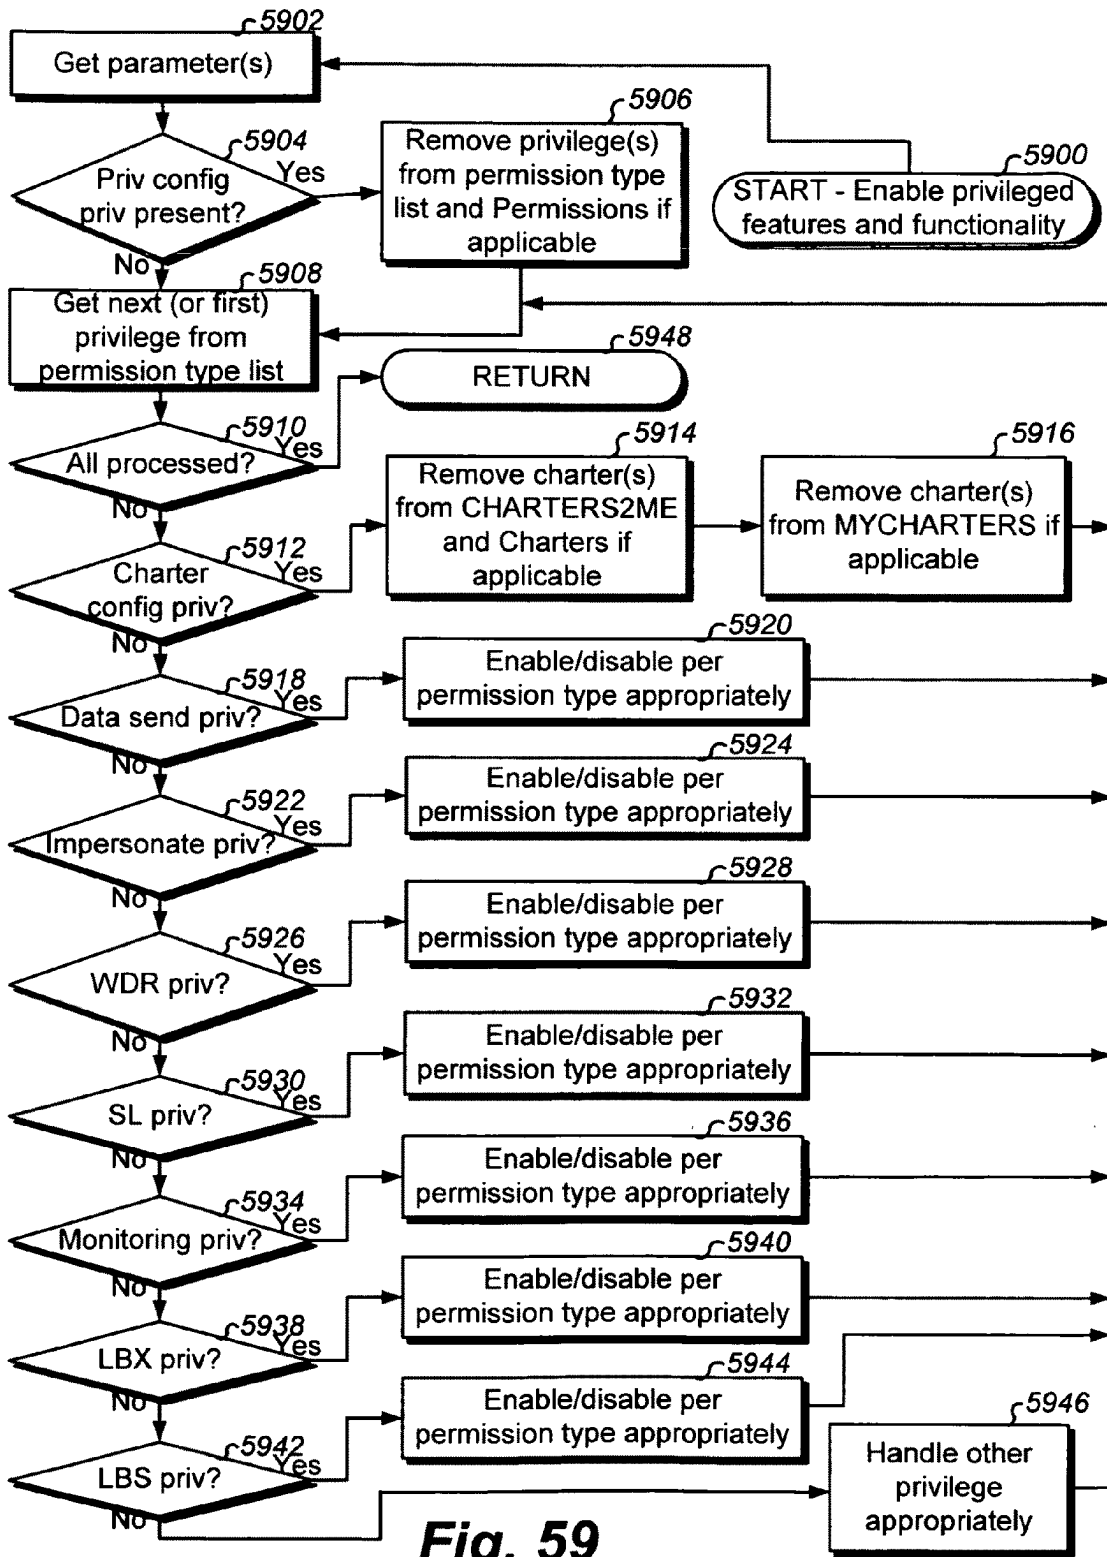 5902
Get parameter(s)
5904
Priv config
priv present?
Yes
No
5906
Remove privilege(s)
from permission type
list and Permissions if
applicable
5900
START - Enable privileged
features and functionality
5908
Get next (or first)
privilege from
permission type list
5948
RETURN
5910
All processed?
Yes
No
5912
Charter
config priv?
Yes
No
5914
Remove charter(s)
from CHARTERS2ME
and Charters if
applicable
5916
Remove charter(s)
from MYCHARTERS if
applicable
5918
Data send priv?
Yes
No
5920
Enable/disable per
permission type appropriately
5922
Impersonate priv?
Yes
No
5924
Enable/disable per
permission type appropriately
5926
WDR priv?
Yes
No
5928
Enable/disable per
permission type appropriately
5930
SL priv?
Yes
No
5932
Enable/disable per
permission type appropriately
5934
Monitoring priv?
Yes
No
5936
Enable/disable per
permission type appropriately
5938
LBX priv?
Yes
No
5940
Enable/disable per
permission type appropriately
5942
LBS priv?
Yes
No
5944
Enable/disable per
permission type appropriately
5946
Handle other
privilege
appropriately
Fig. 59